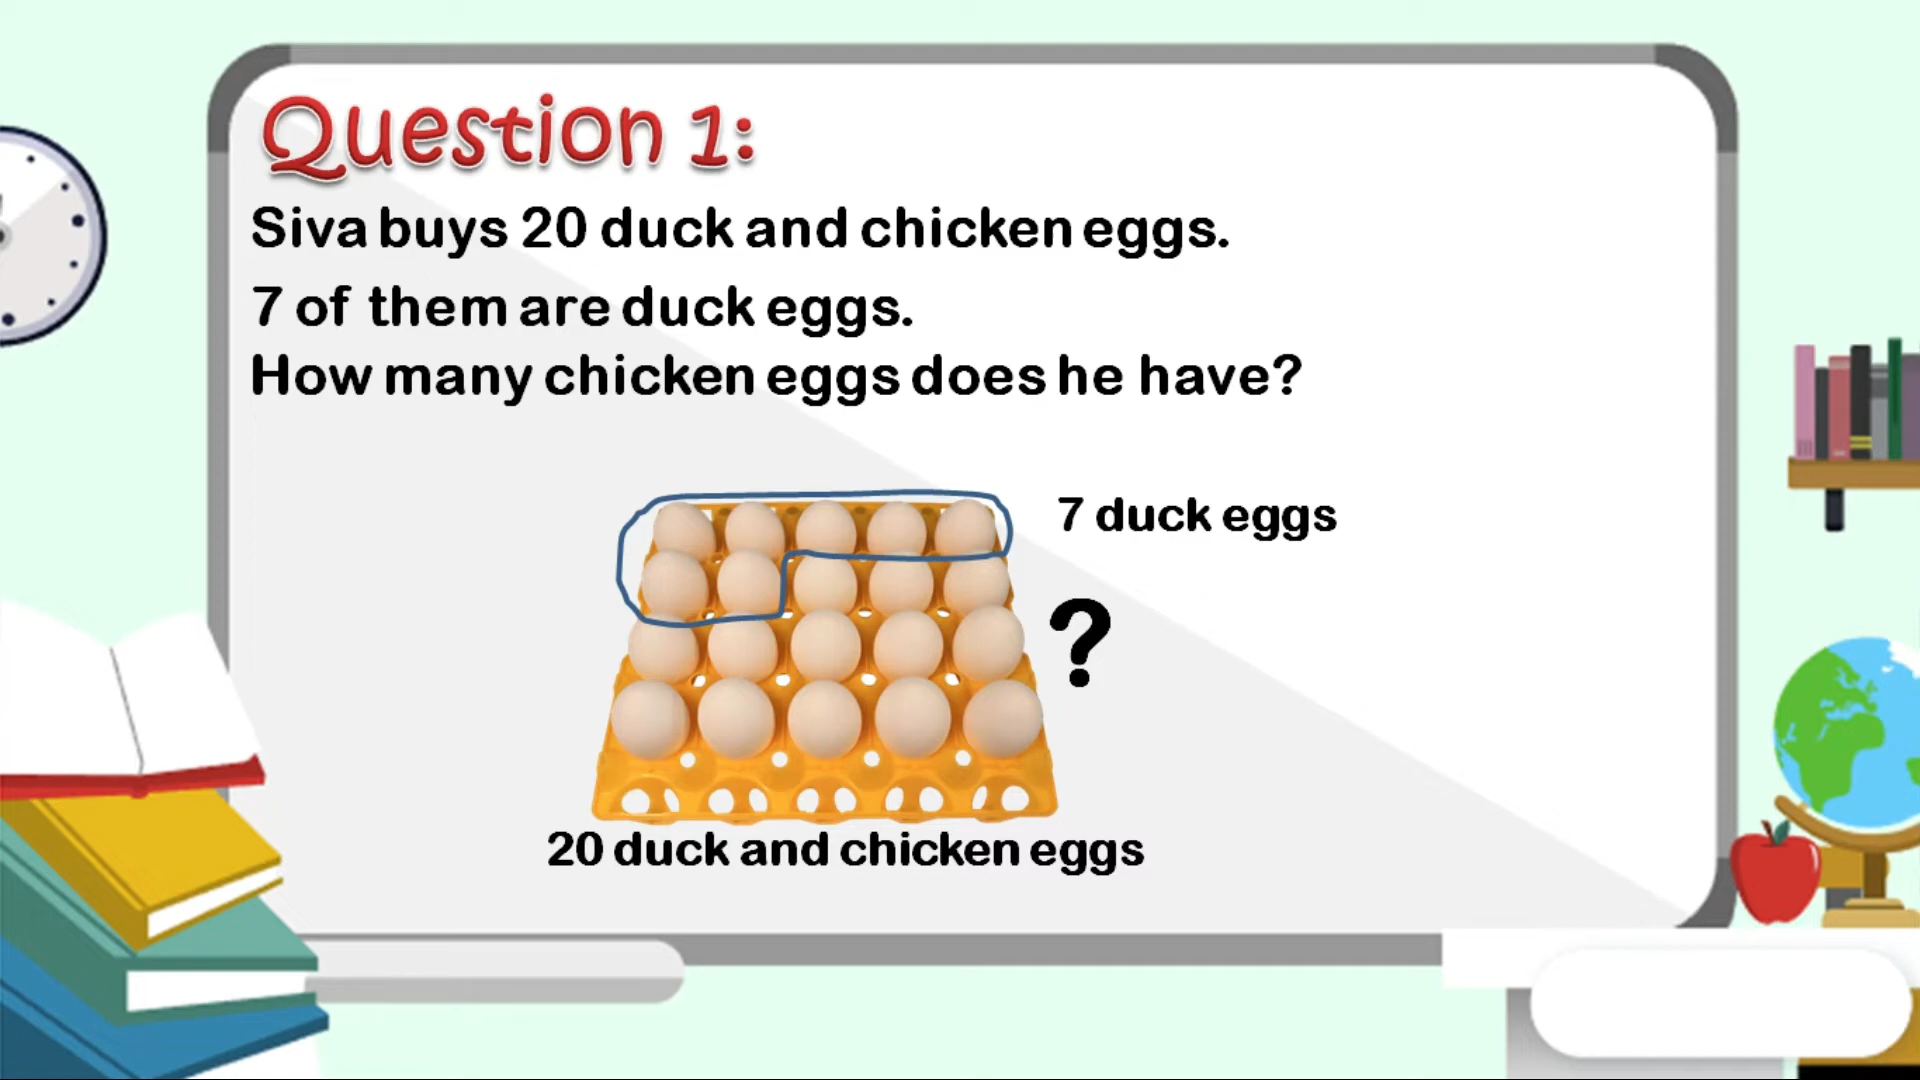 Question 1:
Siva buys 20 duck and chicken eggs.
7 of them are duck eggs.
How many chicken eggs does he have?
7 duck eggs
?
20 duck and chicken eggs